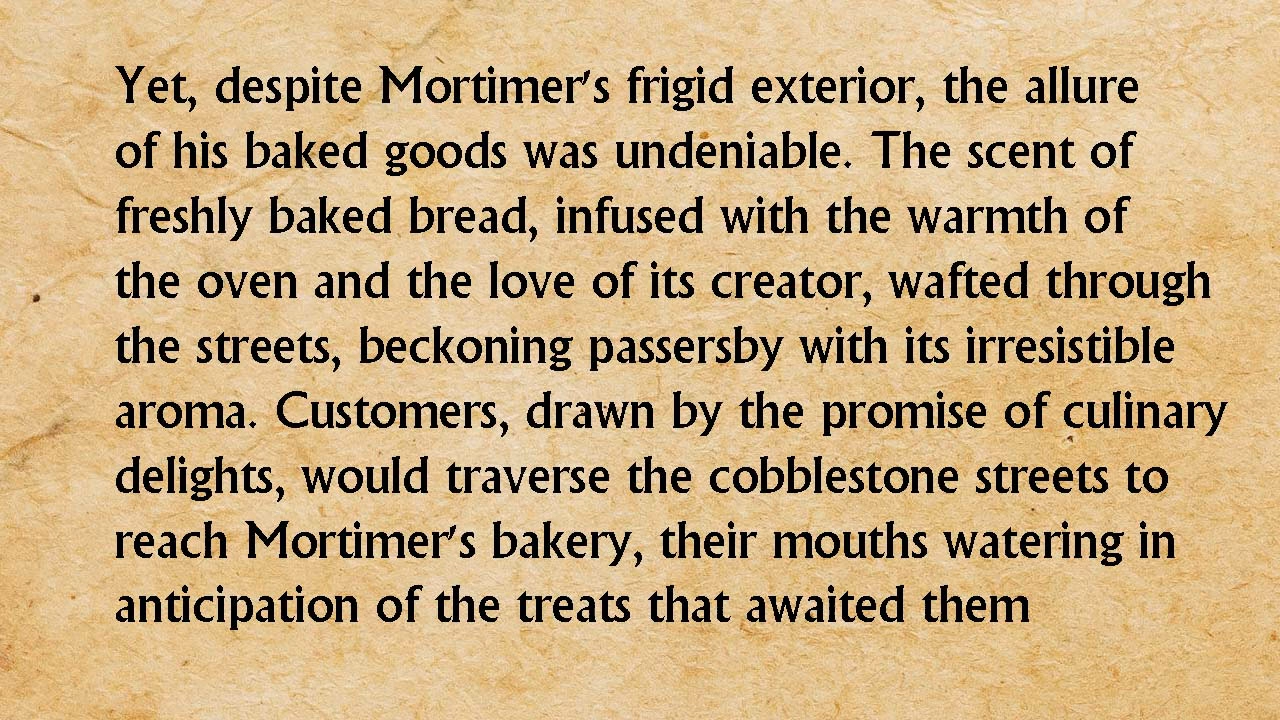 Yet, despite Mortimer's frigid exterior, the allure
of his baked goods was undeniable. The scent of
freshly baked bread, infused with the warmth of
the oven and the love of its creator, wafted through
the streets, beckoning passersby with its irresistible
aroma. Customers, drawn by the promise of culinary
delights, would traverse the cobblestone streets to
reach Mortimer's bakery, their mouths watering in
anticipation of the treats that awaited them